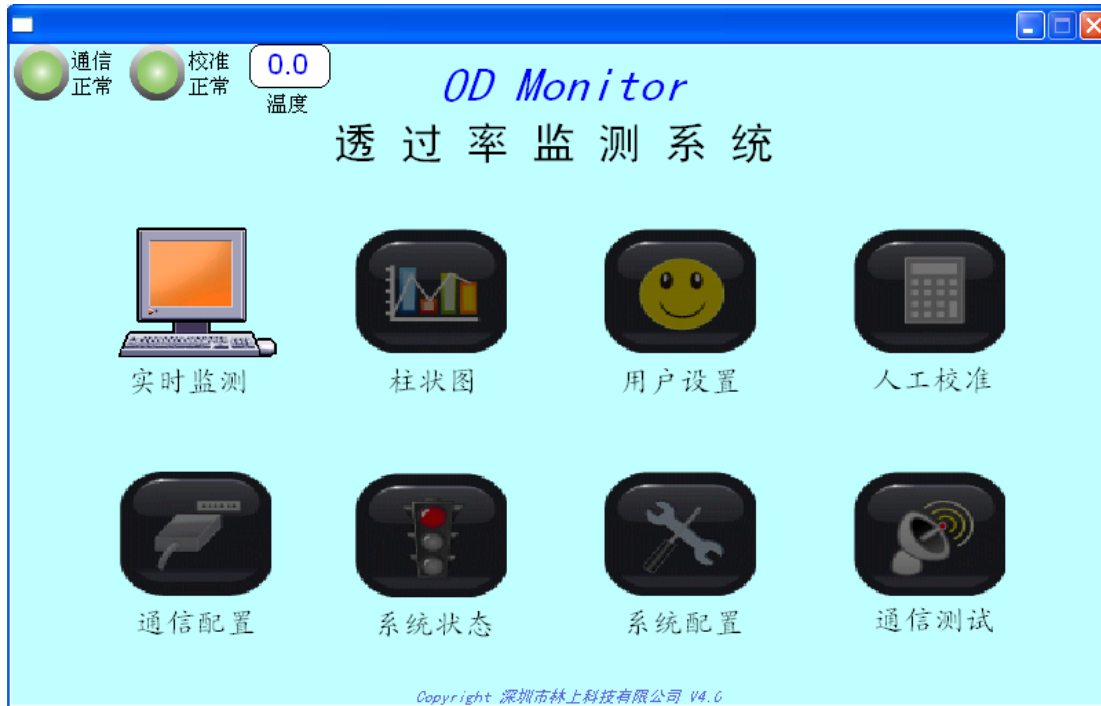 通信
正常
校准
正常
0.0
温度
OD Monitor
透过率监测系统
实时监测
柱状图
用户设置
人工校准
通信配置
系统状态
系统配置
通信测试
Copyright 深圳市林上科技有限公司 V4.0